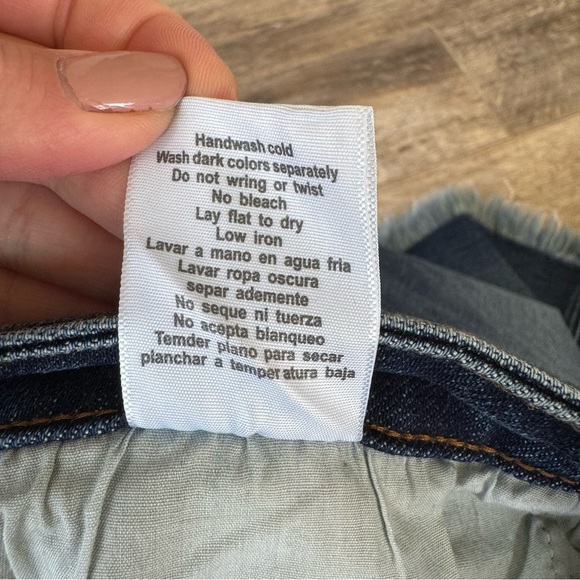 Handwash cold
Wash dark colors separately
Do not wring or twist
No bleach
Lay flat to dry
Low iron
Lavar a mano en agua fria
Lavar ropa oscura
separ ademente
No seque ni tuerza
No acepta blanqueo
Temder plano para secar
planchar a temper atura baja